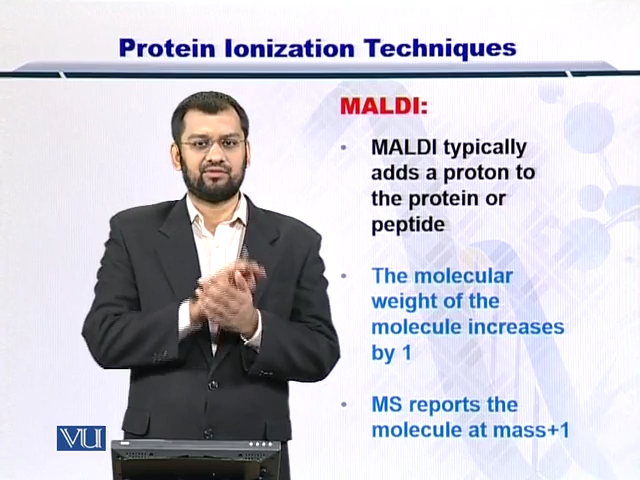 Protein Ionization Techniques
MALDI:
• MALDI typically
adds a proton to
the protein or
peptide
• The molecular
weight of the
molecule increases
by 1
• MS reports the
molecule at mass+1
VU